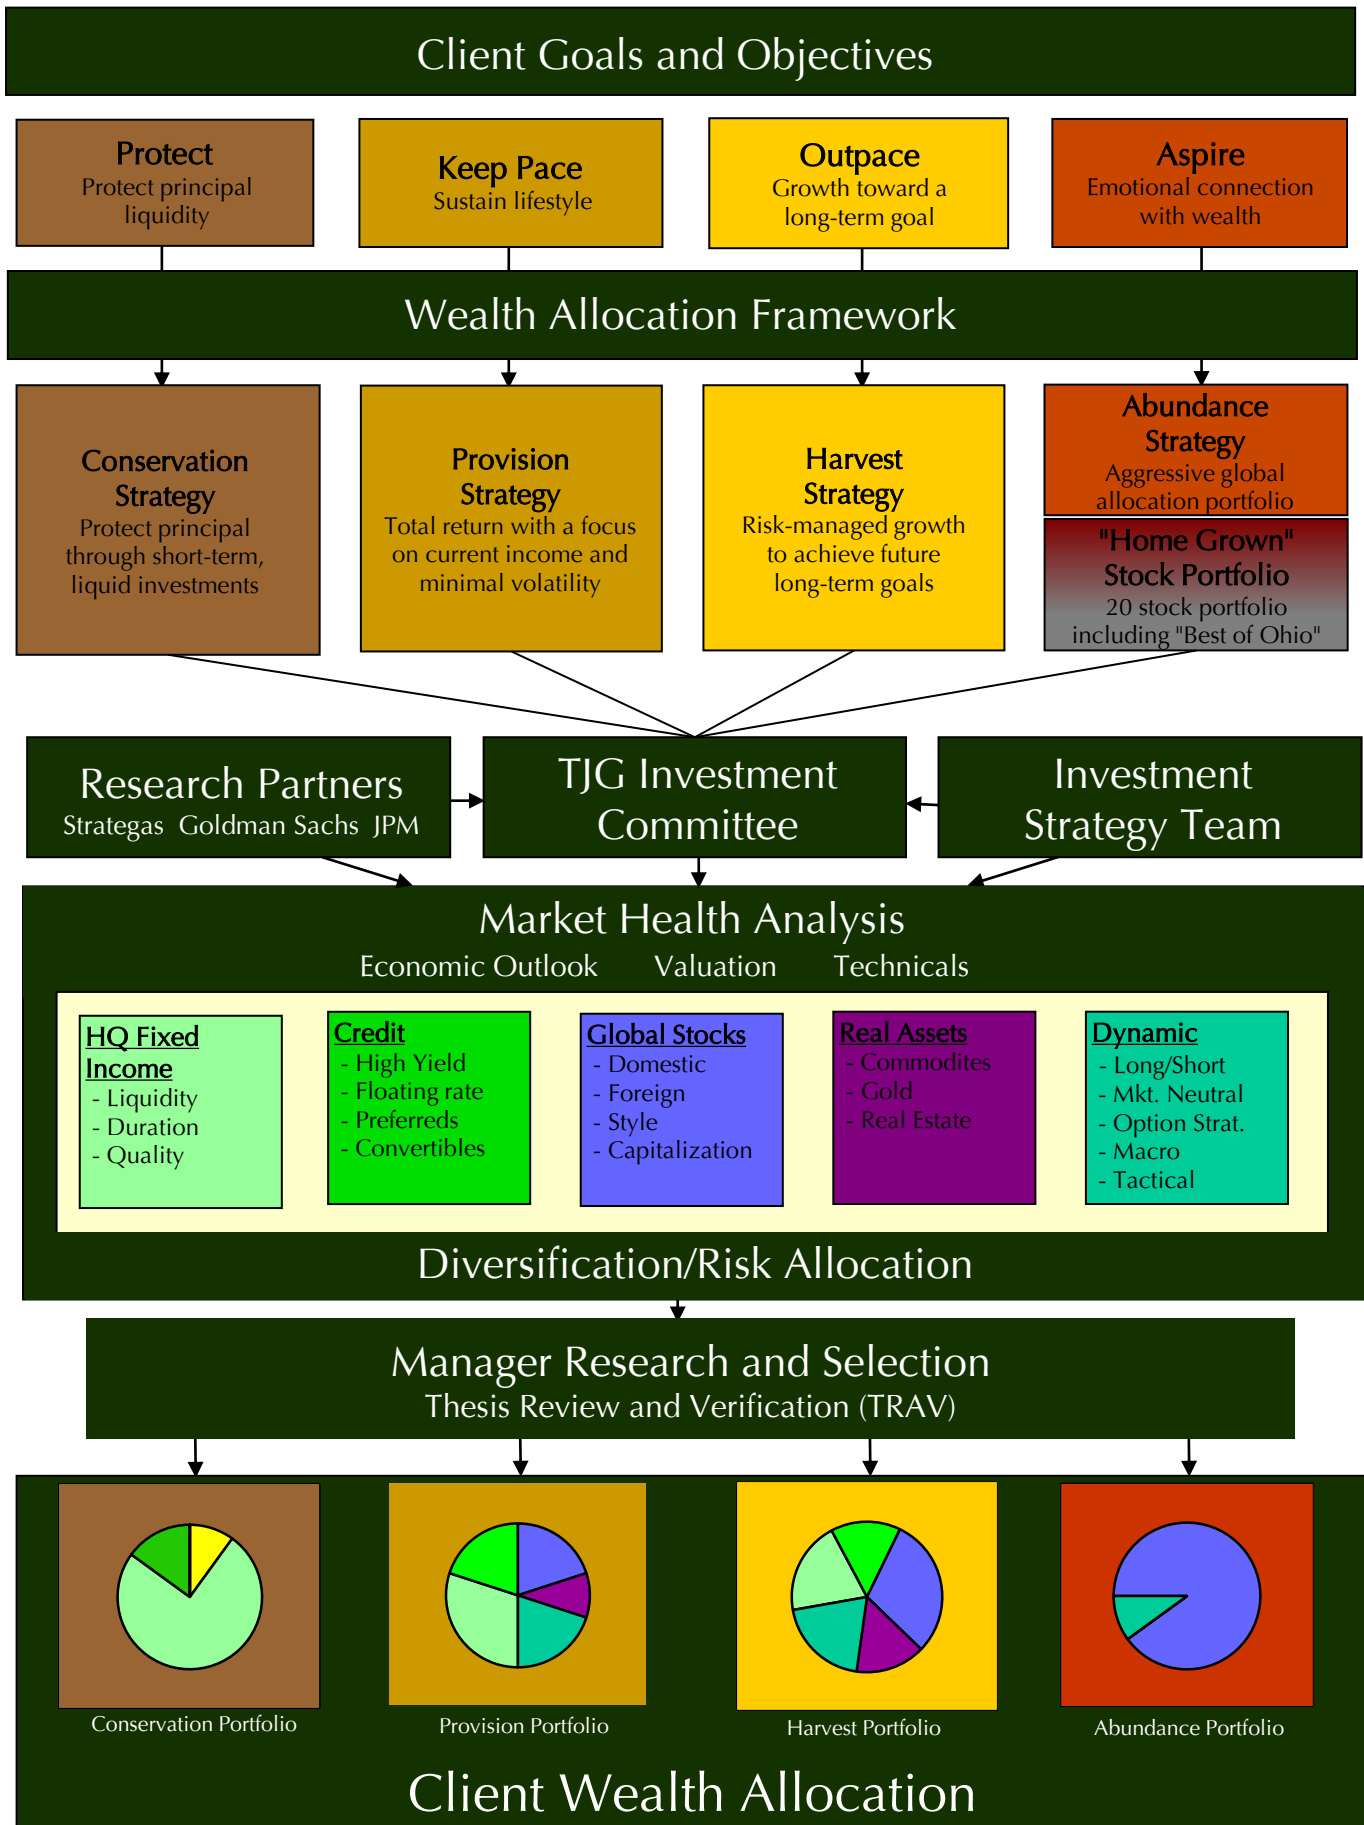 Client Goals and Objectives
Protect
Protect principal
liquidity
Keep Pace
Sustain lifestyle
Outpace
Growth toward a
long-term goal
Aspire
Emotional connection
with wealth
Wealth Allocation Framework
Conservation
Strategy
Protect principal
through short-term,
liquid investments
Provision
Strategy
Total return with a focus
on current income and
minimal volatility
Harvest
Strategy
Risk-managed growth
to achieve future
long-term goals
Abundance
Strategy
Aggressive global
allocation portfolio
"Home Grown"
Stock Portfolio
20 stock portfolio
including "Best of Ohio"
Research Partners
Strategas Goldman Sachs JPM
TJG Investment
Committee
Investment
Strategy Team
Market Health Analysis
Economic Outlook Valuation Technicals
HQ Fixed
Income
- Liquidity
- Duration
- Quality
Credit
- High Yield
- Floating rate
- Preferreds
- Convertibles
Global Stocks
- Domestic
- Foreign
- Style
- Capitalization
Real Assets
- Commodites
- Gold
- Real Estate
Dynamic
- Long/Short
- Mkt. Neutral
- Option Strat.
- Macro
- Tactical
Diversification/Risk Allocation
Manager Research and Selection
Thesis Review and Verification (TRAV)
Conservation Portfolio
Provision Portfolio
Harvest Portfolio
Abundance Portfolio
Client Wealth Allocation